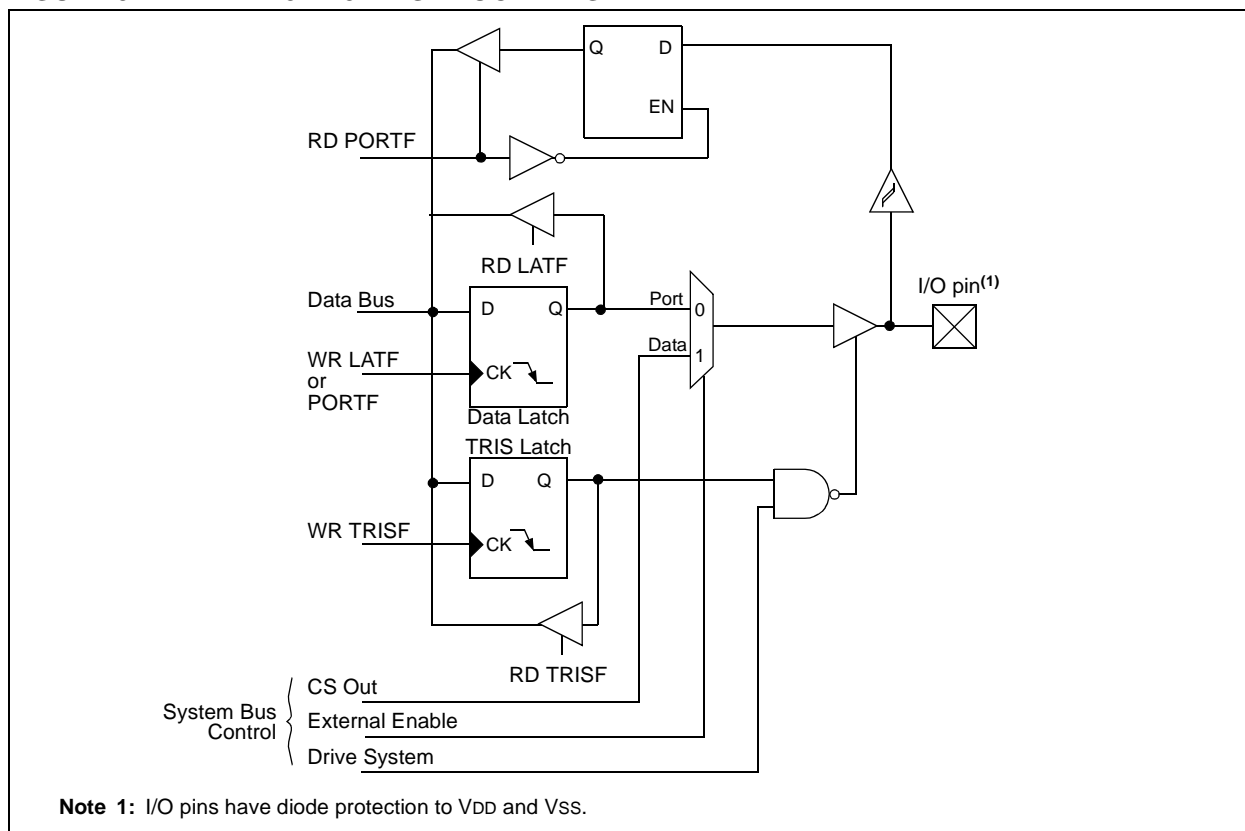 Q D
EN
RD PORTF
RD LATF
I/O pin(1)
Data Bus
D Q
Port 0
Data 1
WR LATF
or
PORTF
CK
Data Latch
TRIS Latch
D Q
WR TRISF
CK
RD TRISF
System Bus
Control
CS Out
External Enable
Drive System
Note 1: I/O pins have diode protection to VDD and VSS.